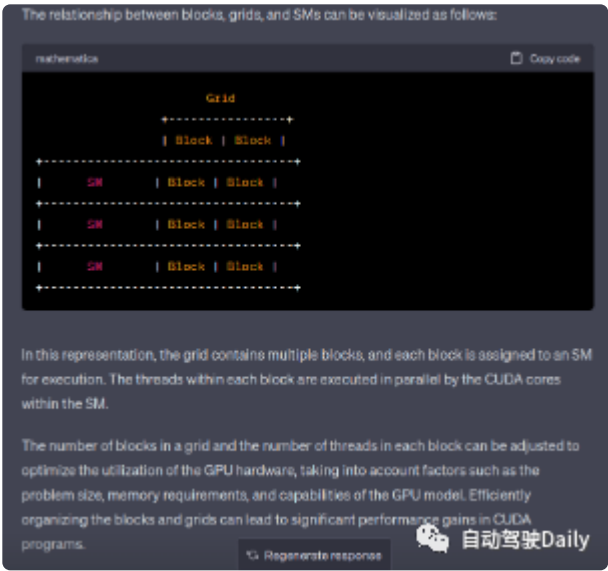 The relationship between blocks, grids, and SMs can be visualized as follows:
mathematica Copy code
Grid
+---------------+
| Block | Block |
+-------------------------------+
| SM | Block | Block |
+-------------------------------+
| SM | Block | Block |
+-------------------------------+
| SM | Block | Block |
+-------------------------------+
In this representation, the grid contains multiple blocks, and each block is assigned to an SM
for execution. The threads within each block are executed in parallel by the CUDA cores
within the SM.
The number of blocks in a grid and the number of threads in each block can be adjusted to
optimize the utilization of the GPU hardware, taking into account factors such as the
problem size, memory requirements, and capabilities of the GPU model. Efficiently
organizing the blocks and grids can lead to significant performance gains in CUDA
programs.
Regenerate response
自动驾驶Daily